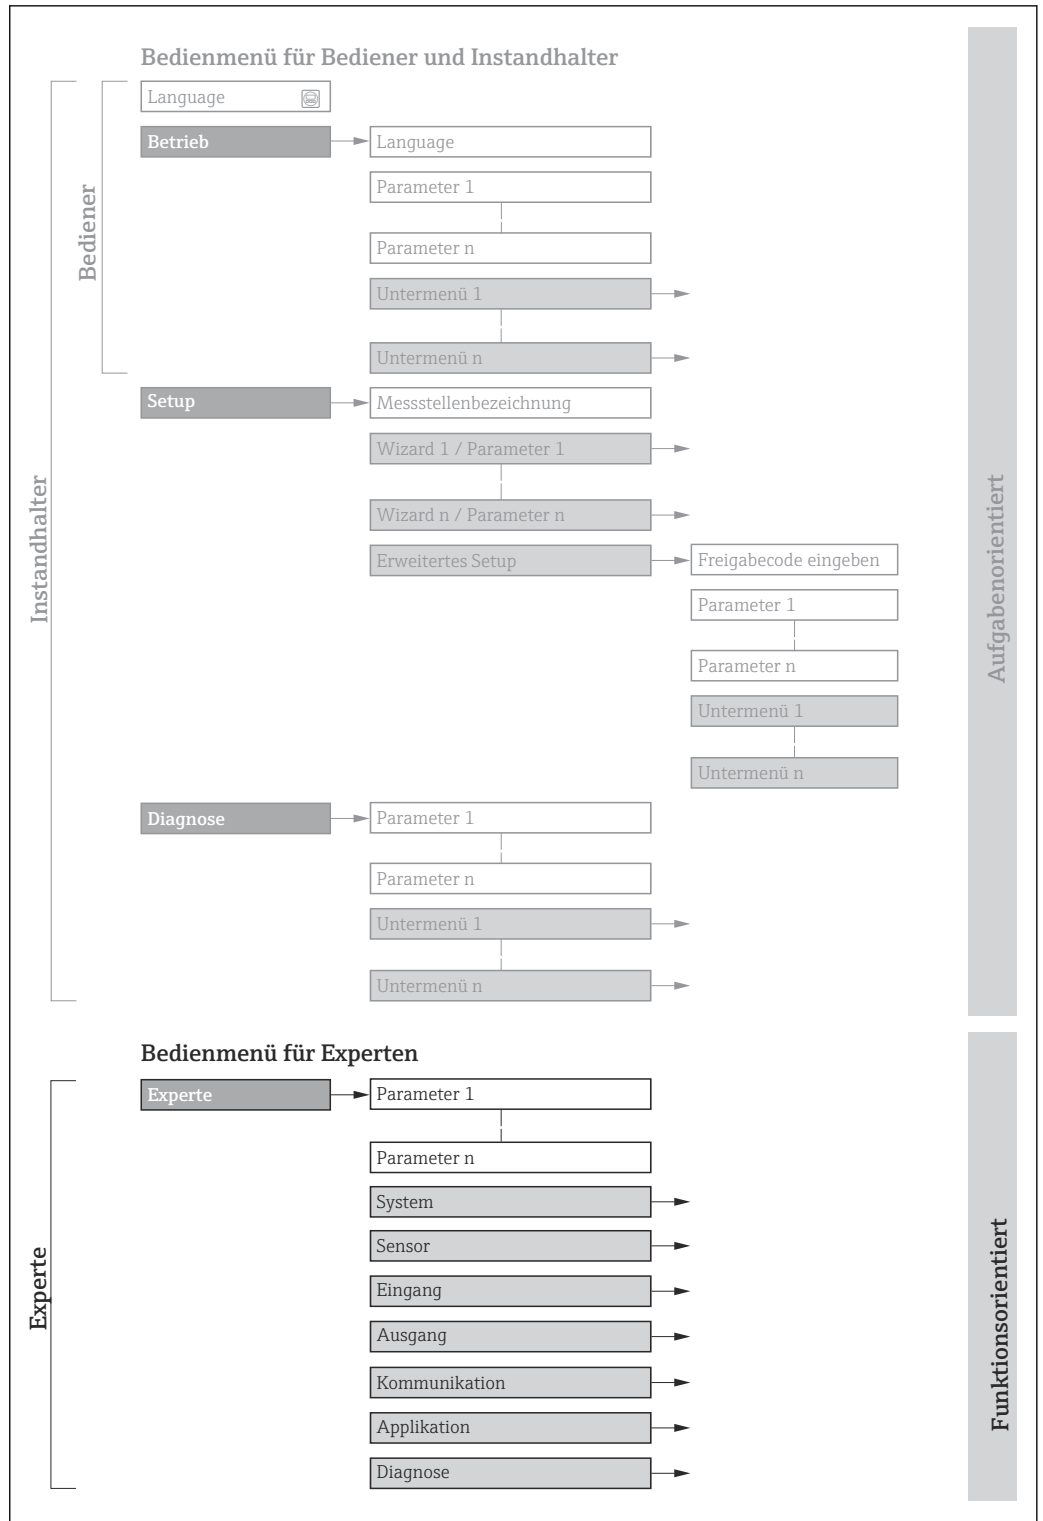 Bedienmenü für Bediener und Instandhalter
Language
Betrieb
Language
Parameter 1
Parameter n
Untermenü 1
Untermenü n
Bediener
Setup
Messstellenbezeichnung
Wizard 1 / Parameter 1
Wizard n / Parameter n
Erweitertes Setup
Freigabecode eingeben
Parameter 1
Parameter n
Untermenü 1
Untermenü n
Instandhalter
Aufgabenorientiert
Diagnose
Parameter 1
Parameter n
Untermenü 1
Untermenü n
Bedienmenü für Experten
Experte
Parameter 1
Parameter n
System
Sensor
Eingang
Ausgang
Kommunikation
Applikation
Diagnose
Experte
Funktionsorientiert